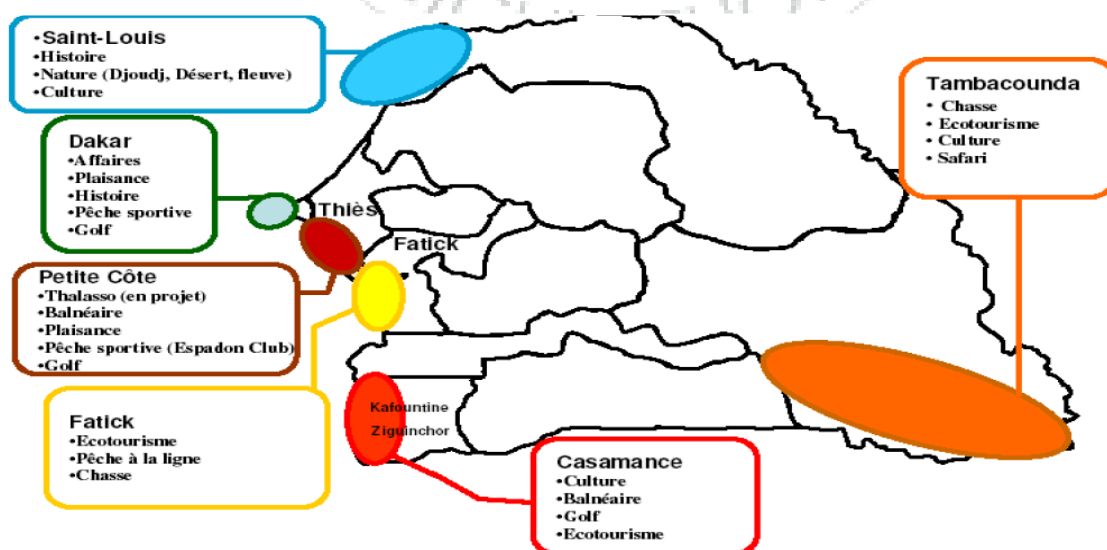 •Saint-Louis
•Histoire
•Nature (Djoudj, Désert, fleuve)
•Culture
Dakar
•Affaires
•Plaisance
•Histoire
•Pêche sportive
•Golf
Petite Côte
•Thalasso (en projet)
•Balnéaire
•Plaisance
•Pêche sportive (Espadon Club)
•Golf
Fatick
•Ecotourisme
•Pêche à la ligne
•Chasse
Thiès
Fatick
Kafountine
Ziguinchor
Casamance
•Culture
•Balnéaire
•Golf
•Ecotourisme
Tambacounda
• Chasse
• Ecotourisme
• Culture
• Safari